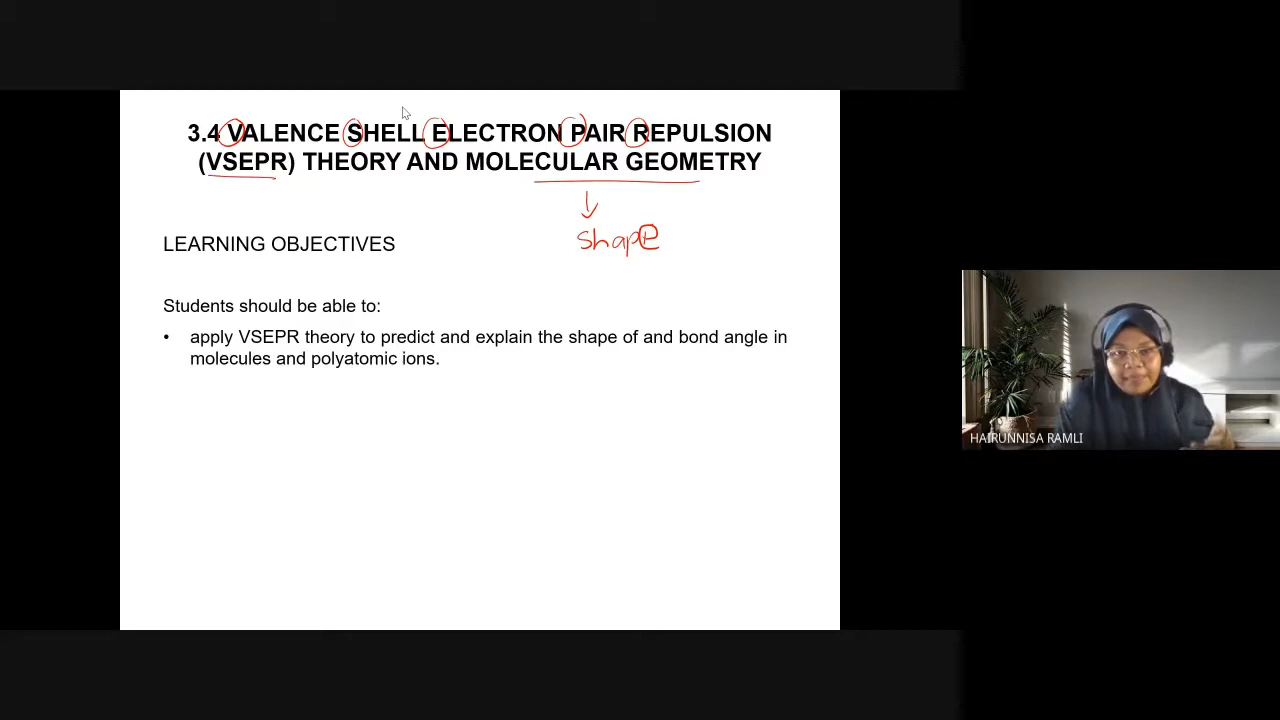 3.4 VALENCE SHELL ELECTRON PAIR REPULSION
(VSEPR) THEORY AND MOLECULAR GEOMETRY
shape
LEARNING OBJECTIVES
Students should be able to:
• apply VSEPR theory to predict and explain the shape of and bond angle in
molecules and polyatomic ions.
HAIRUNNISA RAMLI